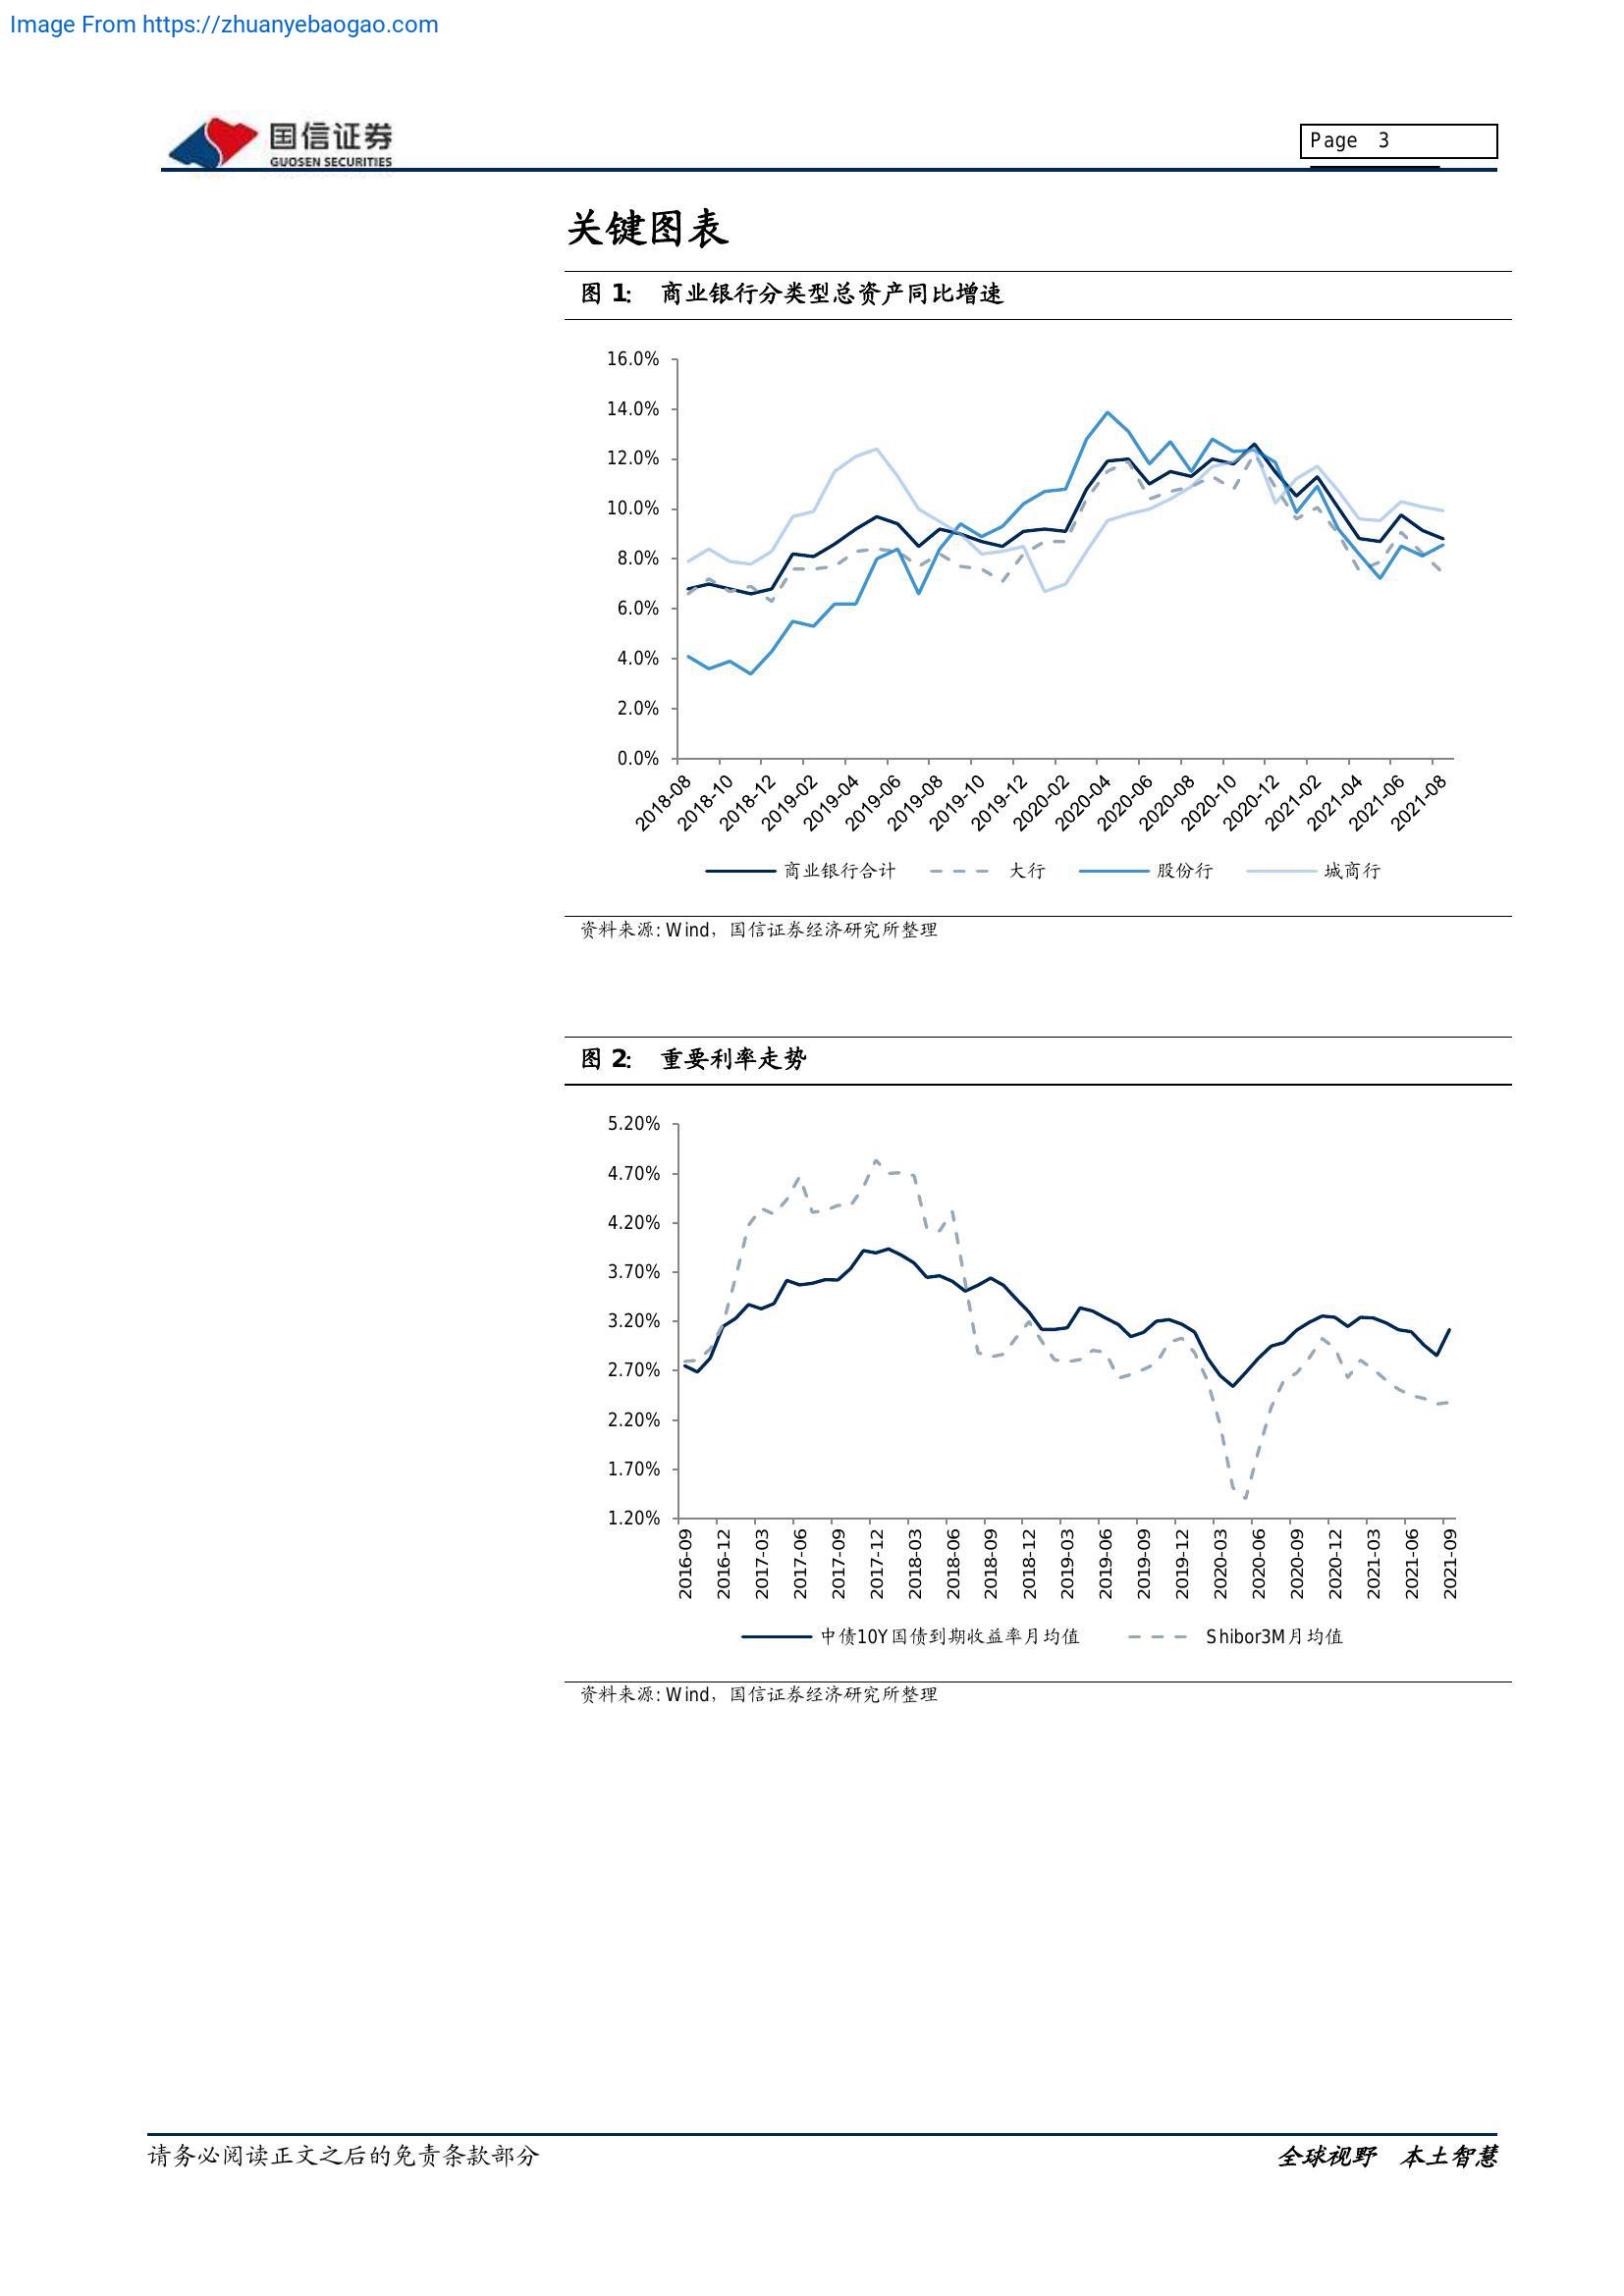 Image From https://zhuanyebaogao.com
国信证券
GUOSEN SECURITIES
Page 3
关键图表
图 1: 商业银行分类型总资产同比增速
16.0%
14.0%
12.0%
10.0%
8.0%
6.0%
4.0%
2.0%
0.0%
2018-08 2018-10 2018-12 2019-02 2019-04 2019-06 2019-08 2019-10 2019-12 2020-02 2020-04 2020-06 2020-08 2020-10 2020-12 2021-02 2021-04 2021-06 2021-08
商业银行合计 大行 股份行 城商行
资料来源: Wind，国信证券经济研究所整理
图 2: 重要利率走势
5.20%
4.70%
4.20%
3.70%
3.20%
2.70%
2.20%
1.70%
1.20%
2016-09 2016-12 2017-03 2017-06 2017-09 2017-12 2018-03 2018-06 2018-09 2018-12 2019-03 2019-06 2019-09 2019-12 2020-03 2020-06 2020-09 2020-12 2021-03 2021-06 2021-09
中债10Y国债到期收益率月均值 Shibor3M月均值
资料来源: Wind，国信证券经济研究所整理
请务必阅读正文之后的免责条款部分 全球视野 本土智慧